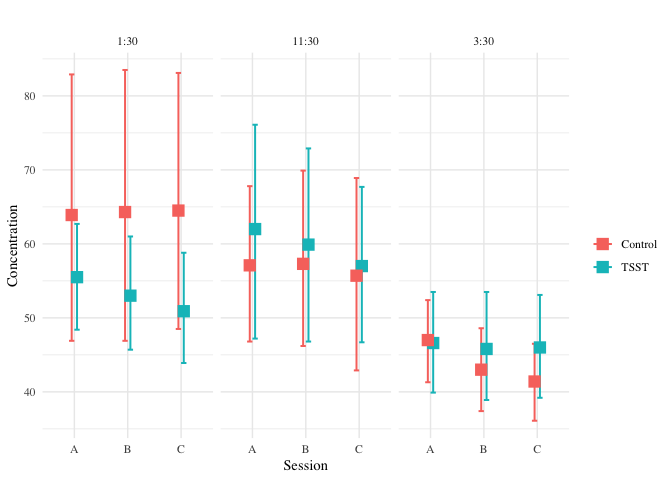 1:30 11:30 3:30
80
70
60
50
40
Concentration
A B C A B C A B C
Session
Control
TSST